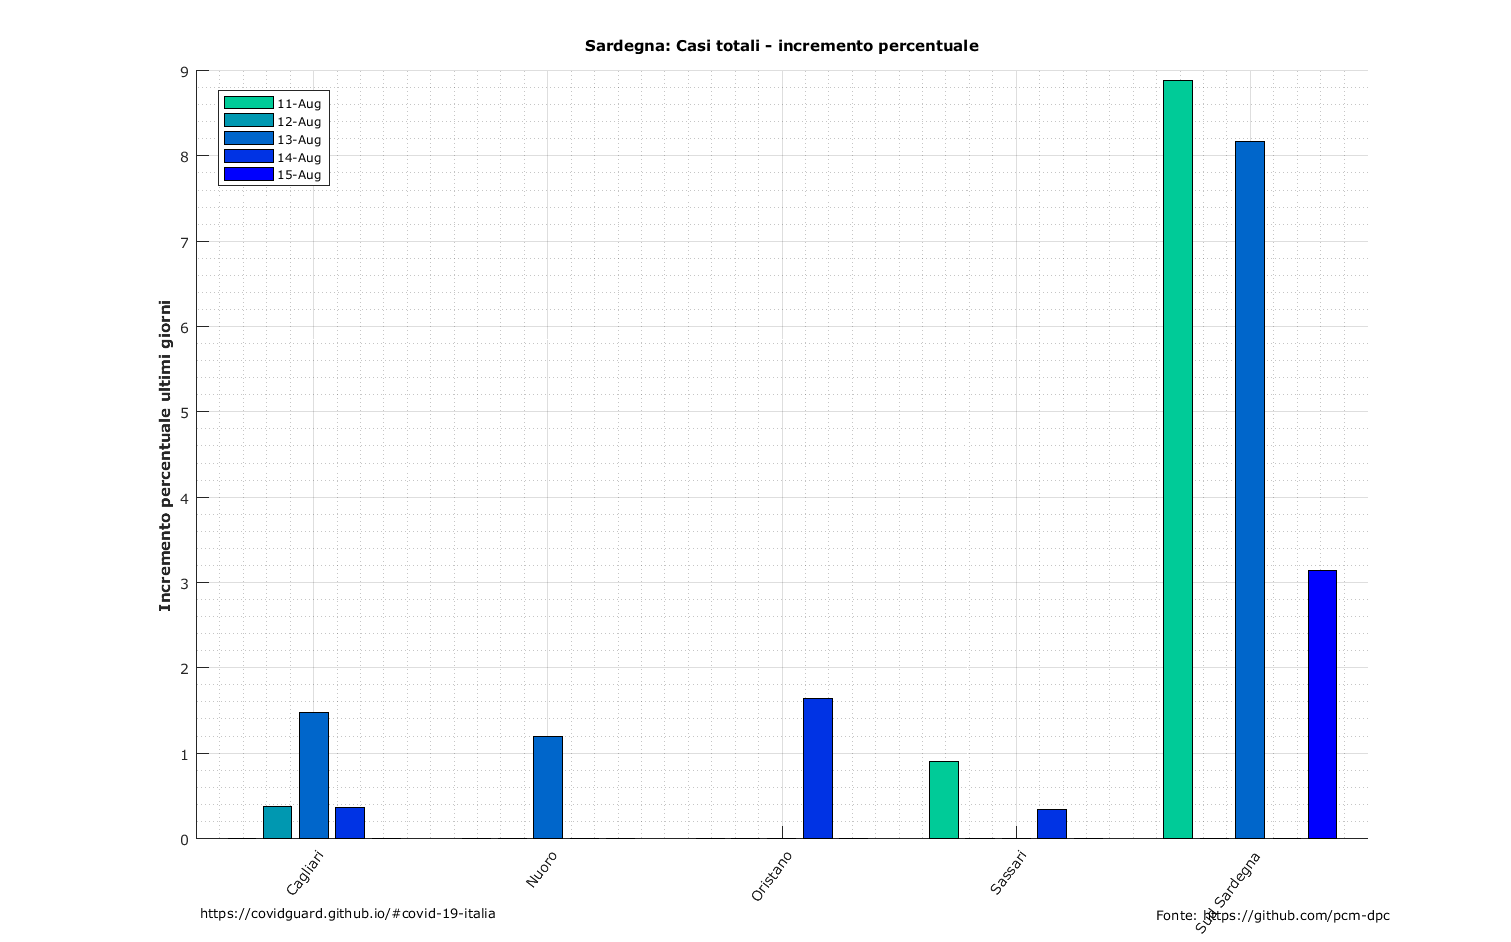 Sardegna: Casi totali - incremento percentuale
9
8
7
6
5
4
3
2
1
0
Incremento percentuale ultimi giorni
11-Aug
12-Aug
13-Aug
14-Aug
15-Aug
Cagliari
Nuoro
Oristano
Sassari
Sud Sardegna
https://covidguard.github.io/#covid-19-italia
Fonte: https://github.com/pcm-dpc